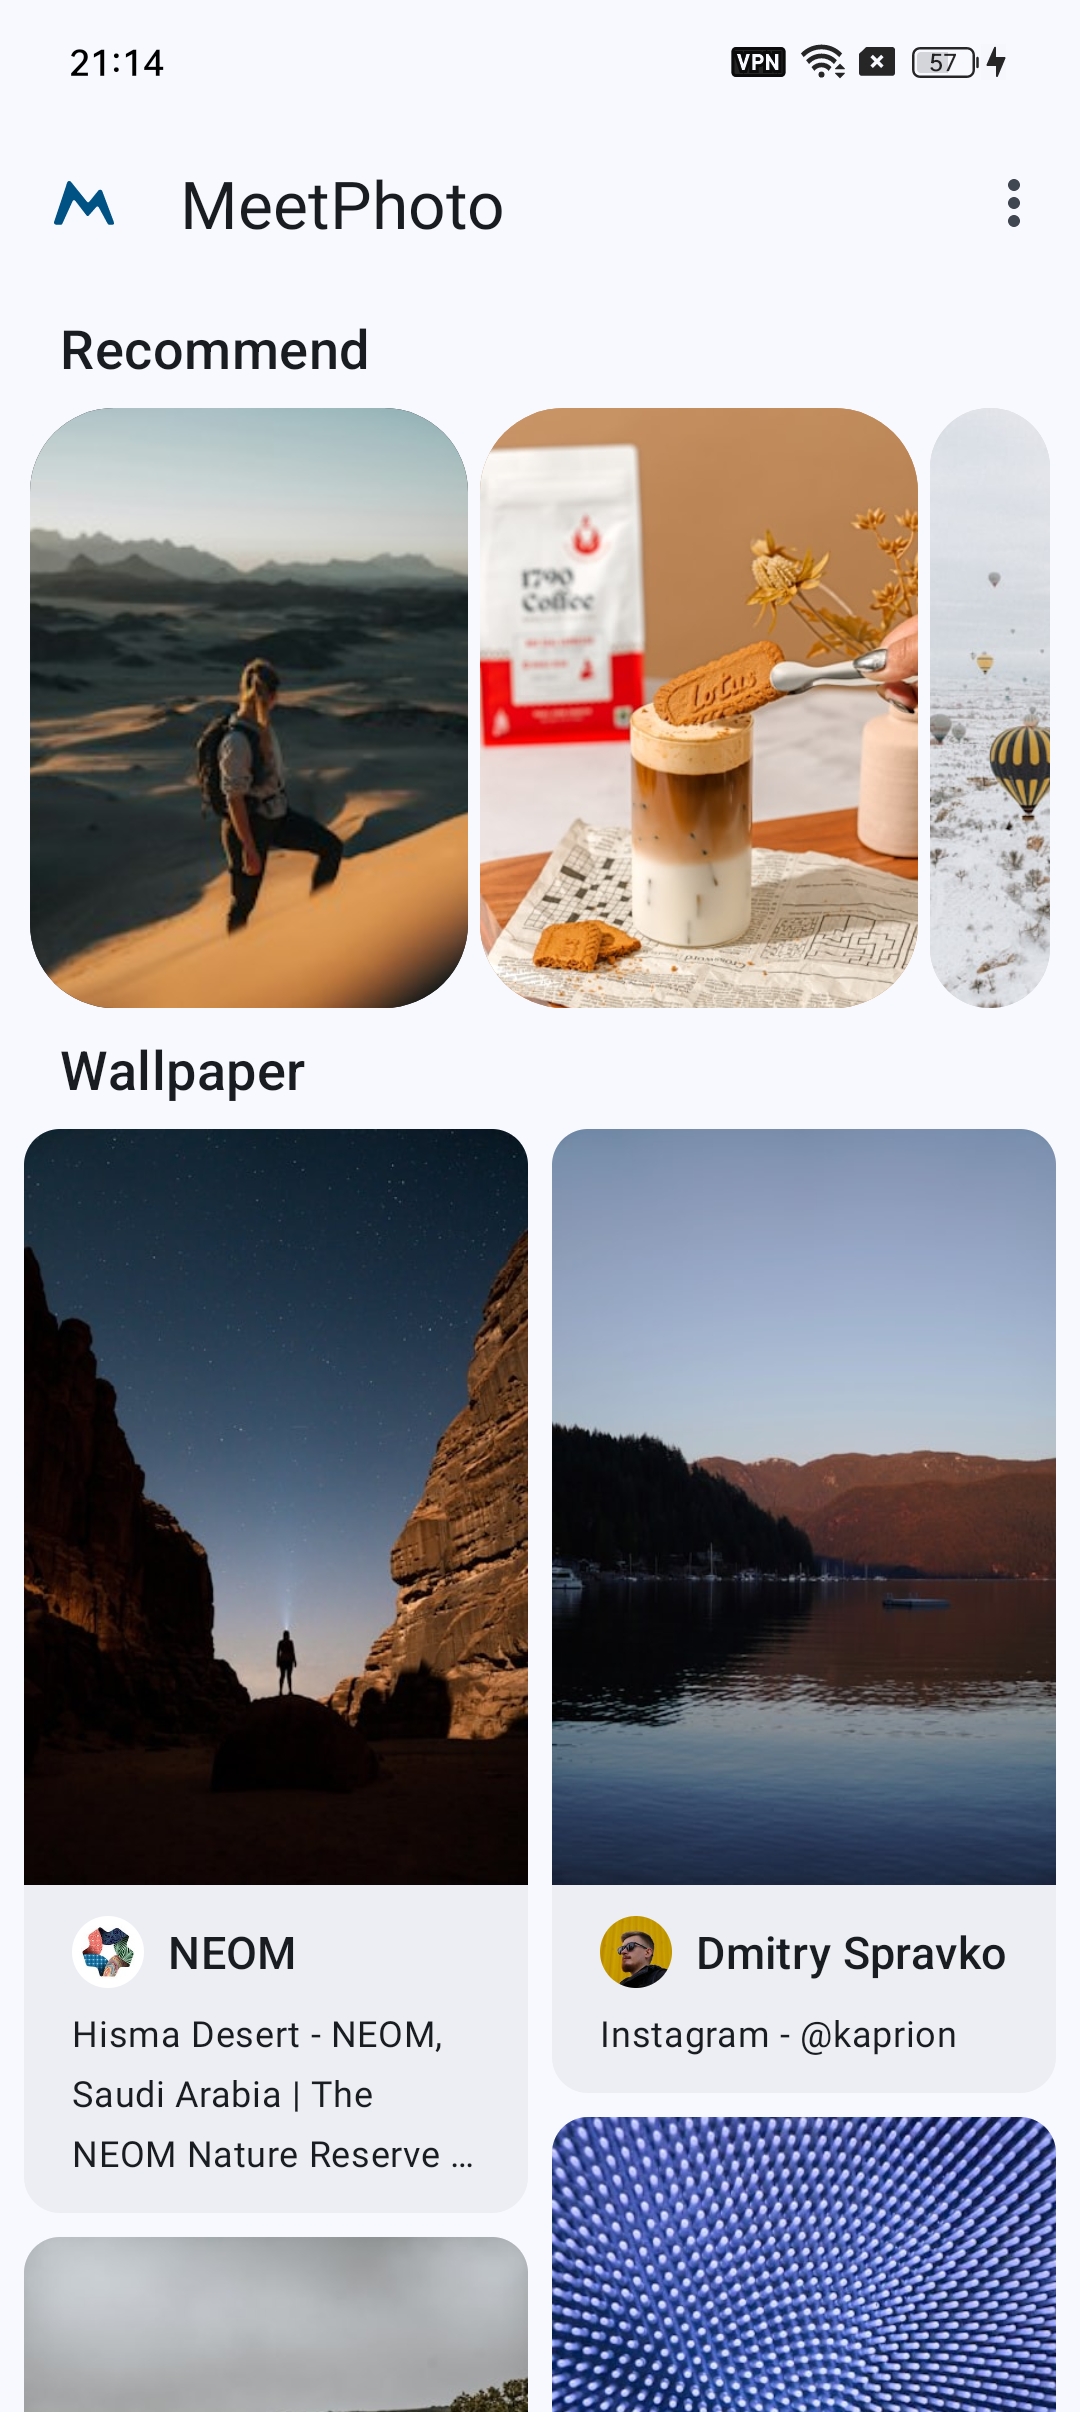 21:14
VPN
57
MeetPhoto
Recommend
1790
Coffee
Lotus
Crossword
Wallpaper
NEOM
Hisma Desert - NEOM,
Saudi Arabia | The
NEOM Nature Reserve …
Dmitry Spravko
Instagram - @kaprion